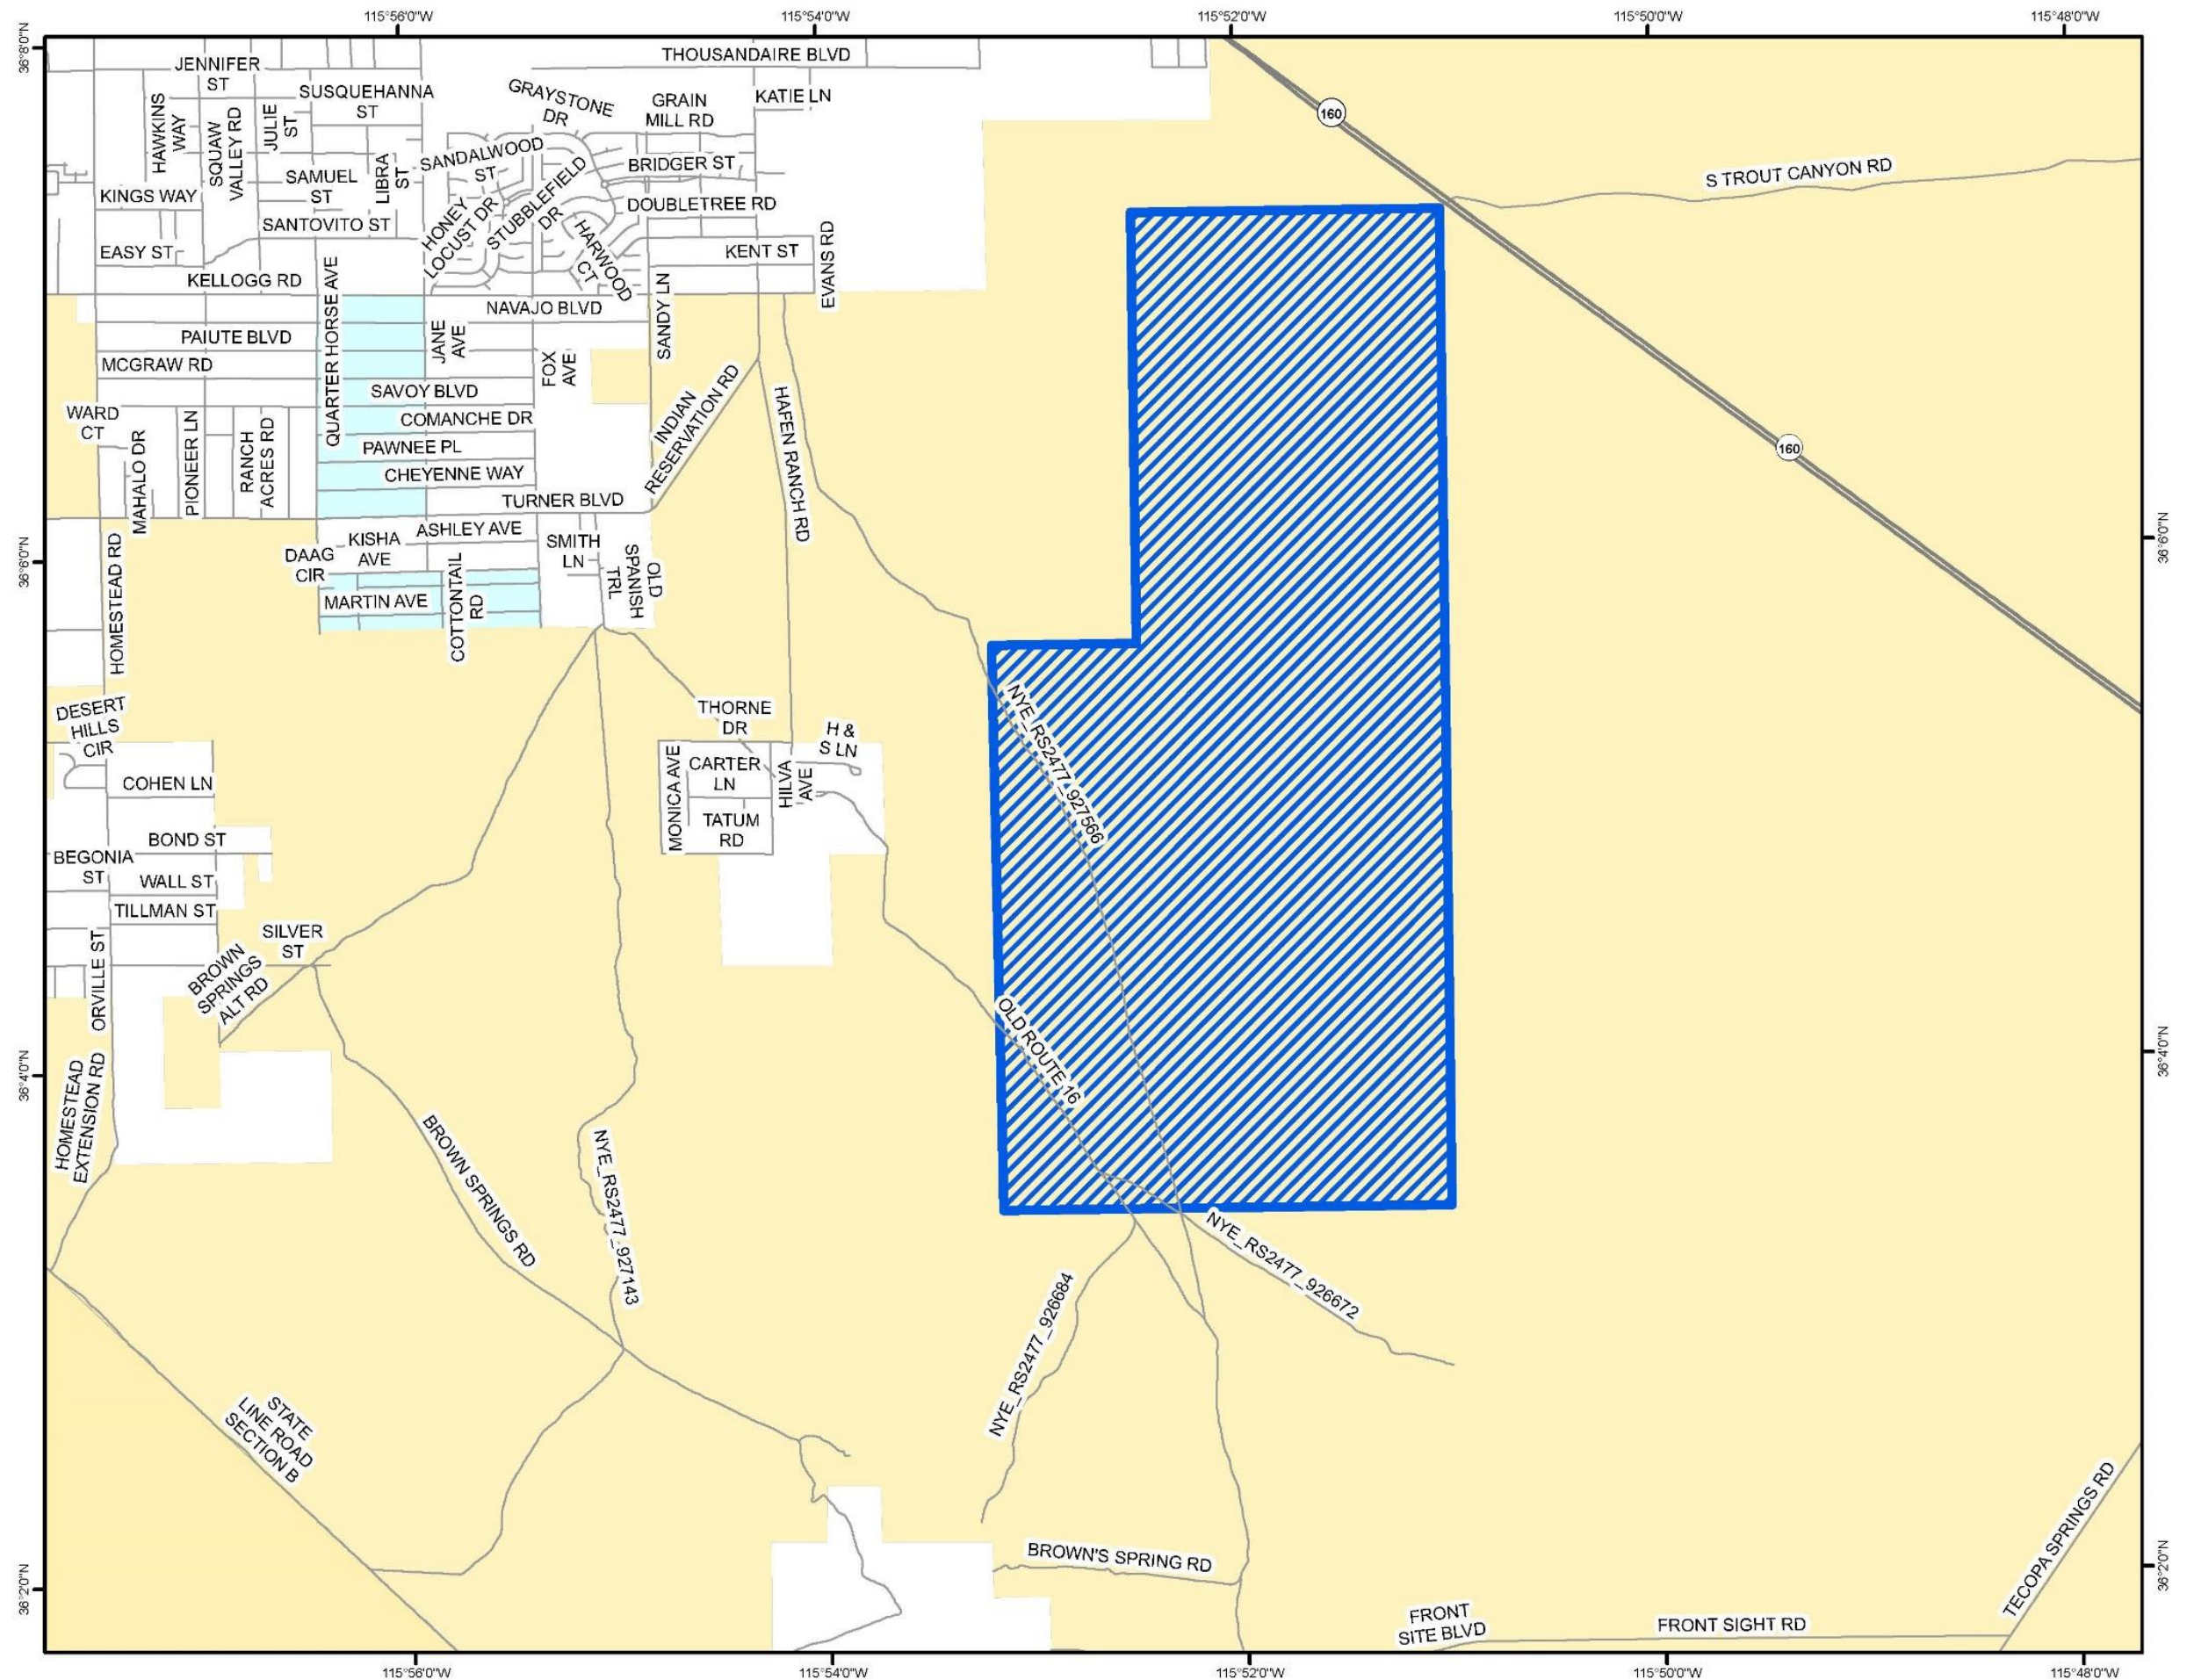 115°56'0"W
115°54'0"W
115°52'0"W
115°50'0"W
115°48'0"W
36°8'0"N
THOUSANDAIRE BLVD
JENNIFER
ST
SUSQUEHANNA
ST
GRAYSTONE
DR
GRAIN
MILL RD
KATIE LN
160
HAWKINS
WAY
SQUAW
VALLEY RD
JULIE
ST
LIBRA
ST
SANDALWOOD
ST
BRIDGER ST
S TROUT CANYON RD
SAMUEL
ST
KINGS WAY
STUBBLEFIELD
DR
DOUBLETREE RD
SANTOVITO ST
HONEY
LOCUST DR
HARWOOD
CT
EASY ST
KENT ST
EVANS RD
KELLOGG RD
QUARTER HORSE AVE
NAVAJO BLVD
SANDY LN
PAIUTE BLVD
JANE
AVE
MCGRAW RD
FOX
AVE
SAVOY BLVD
INDIAN
RESERVATION RD
HAFEN RANCH RD
WARD
CT
COMANCHE DR
160
MAHALO DR
PIONEER LN
RANCH
ACRES RD
PAWNEE PL
CHEYENNE WAY
TURNER BLVD
ASHLEY AVE
KISHA
AVE
SMITH
LN
DAAG
CIR
36°6'0"N
36°6'0"N
HOMESTEAD RD
MARTIN AVE
COTTONTAIL
RD
OLD
SPANISH
TRL
DESERT
HILLS
CIR
THORNE
DR
H &
S LN
NYE_RS2477_927566
COHEN LN
MONICA AVE
CARTER
LN
HILVA
AVE
BOND ST
TATUM
RD
BEGONIA
ST
WALL ST
TILLMAN ST
SILVER
ST
ORVILLE ST
BROWN
SPRINGS
ALT RD
OLD ROUTE 16
36°4'0"N
36°4'0"N
HOMESTEAD
EXTENSION RD
BROWN SPRINGS RD
NYE_RS2477_927143
NYE_RS2477_926672
NYE_RS2477_926684
STATE
LINE ROAD
SECTION B
BROWN'S SPRING RD
TECOPA SPRINGS RD
36°2'0"N
36°2'0"N
FRONT
SITE BLVD
FRONT SIGHT RD
115°56'0"W
115°54'0"W
115°52'0"W
115°50'0"W
115°48'0"W